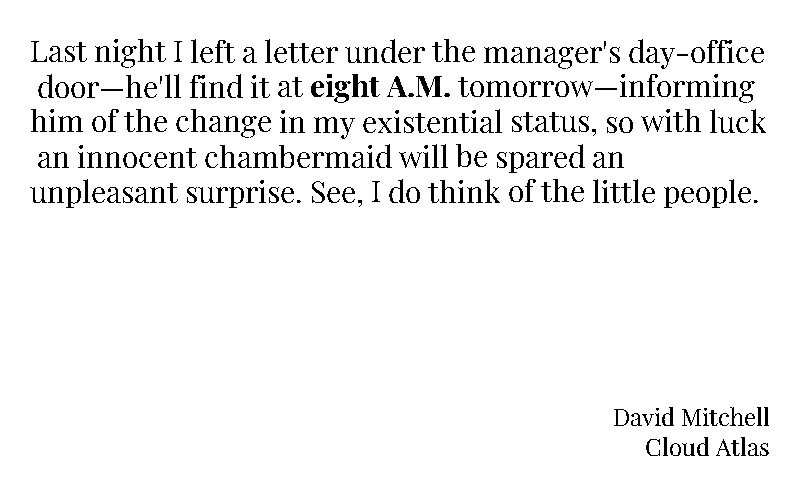 Last night I left a letter under the manager's day-office
door—he'll find it at eight A.M. tomorrow—informing
him of the change in my existential status, so with luck
an innocent chambermaid will be spared an
unpleasant surprise. See, I do think of the little people.
David Mitchell
Cloud Atlas